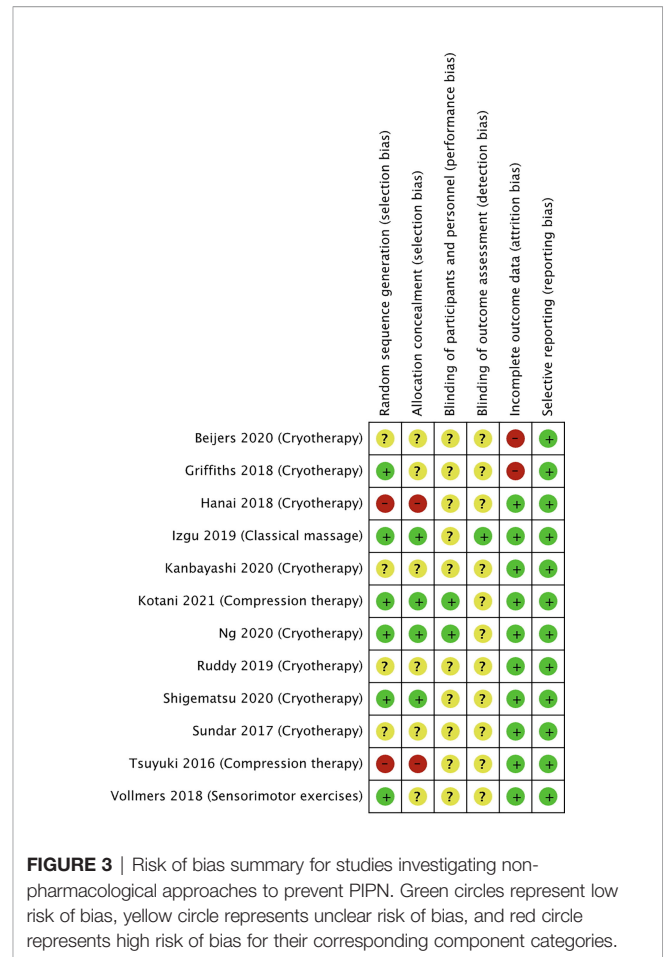 Random sequence generation (selection bias)
Allocation concealment (selection bias)
Blinding of participants and personnel (performance bias)
Blinding of outcome assessment (detection bias)
Incomplete outcome data (attrition bias)
Selective reporting (reporting bias)
Beijers 2020 (Cryotherapy) ? ? ? ? - +
Griffiths 2018 (Cryotherapy) + ? ? ? - +
Hanai 2018 (Cryotherapy) - - ? ? + +
Izgu 2019 (Classical massage) + + ? + + +
Kanbayashi 2020 (Cryotherapy) ? ? ? ? + +
Kotani 2021 (Compression therapy) + + + ? + +
Ng 2020 (Cryotherapy) + + + ? + +
Ruddy 2019 (Cryotherapy) ? ? ? ? + +
Shigematsu 2020 (Cryotherapy) + + ? ? + +
Sundar 2017 (Cryotherapy) ? ? ? ? + +
Tsuyuki 2016 (Compression therapy) - - ? ? + +
Vollmers 2018 (Sensorimotor exercises) + ? ? ? + +
FIGURE 3 | Risk of bias summary for studies investigating non-
pharmacological approaches to prevent PIPN. Green circles represent low
risk of bias, yellow circle represents unclear risk of bias, and red circle
represents high risk of bias for their corresponding component categories.